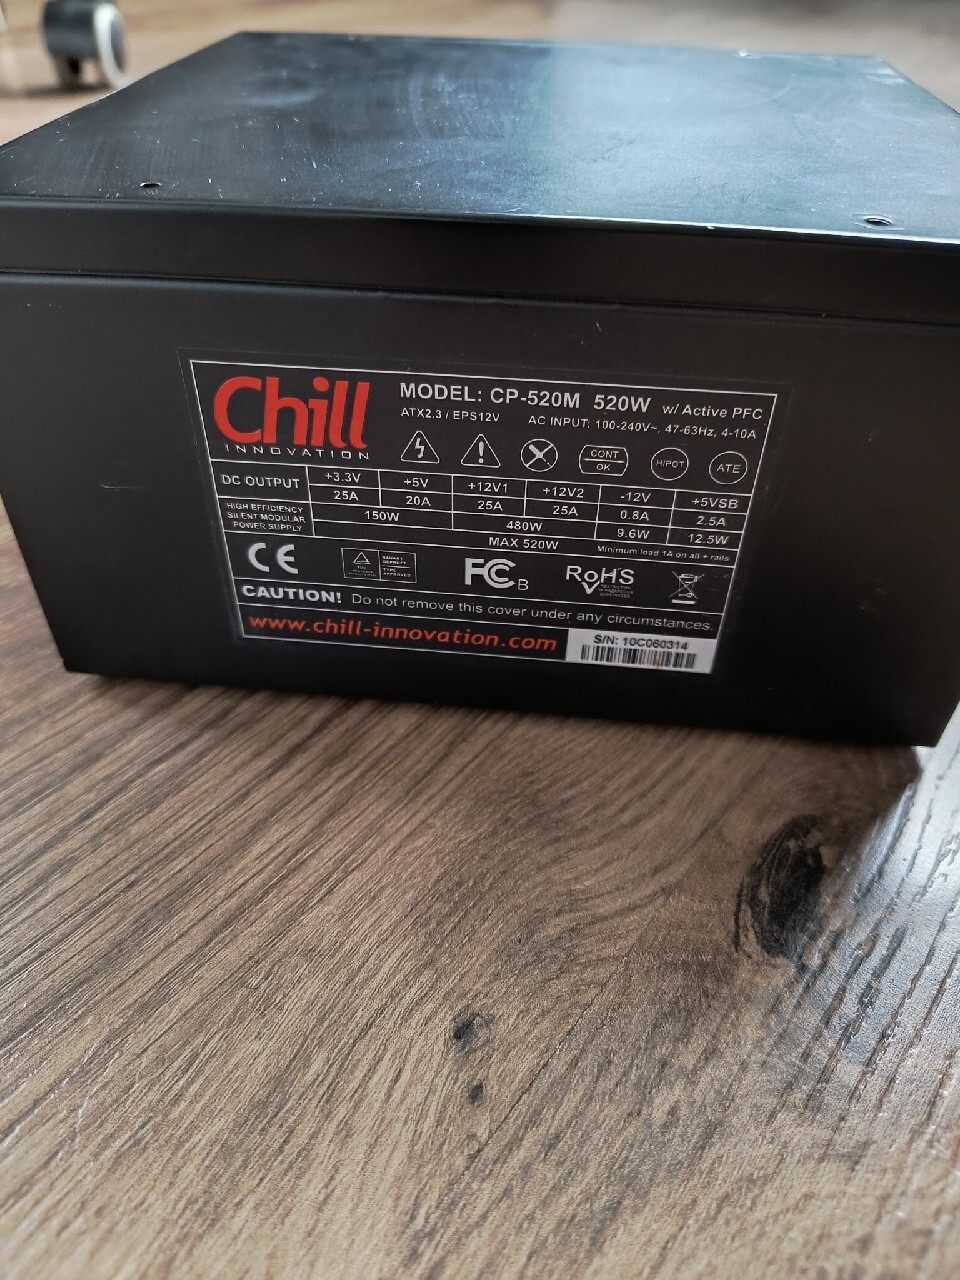 Chill
INNOVATION
MODEL: CP-520M 520W w/ Active PFC
ATX2.3 / EPS12V AC INPUT: 100-240V~, 47-63Hz, 4-10A
CONT
OK
HIPOT
ATE
DC OUTPUT +3.3V +5V +12V1 +12V2 -12V +5VSB
25A 20A 25A 25A 0.8A 2.5A
HIGH EFFICIENCY
SILENT MODULAR
POWER SUPPLY
150W 480W 9.6W 12.5W
MAX 520W Minimum load 1A on all + rails
CE
TYPE
APPROVED
FC B
RoHS
CAUTION! Do not remove this cover under any circumstances.
www.chill-innovation.com
S/N: 10C060314